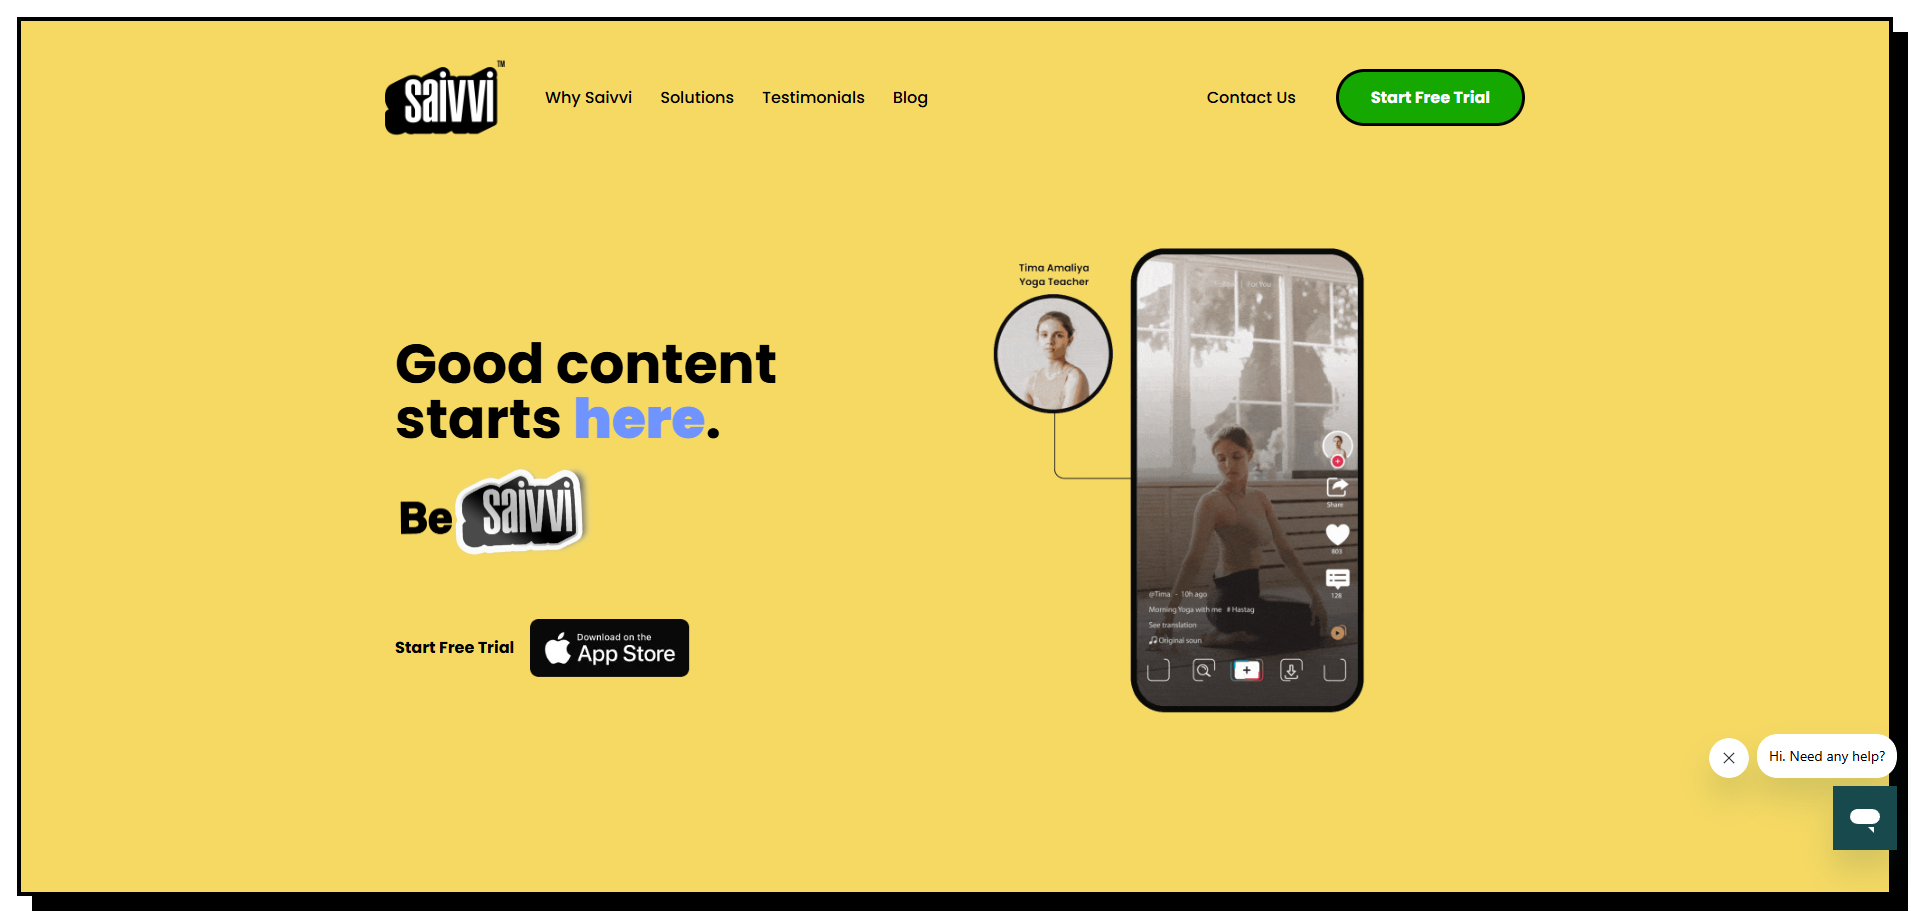 saivvi
TM
Why Saivvi
Solutions
Testimonials
Blog
Contact Us
Start Free Trial
Good content
starts here.
Be saivvi
Start Free Trial
Download on the
App Store
Tima Amaliya
Yoga Teacher
For You
Share
803
128
@Tima - 10h ago
Morning Yoga with me # Hastag
See translation
Original soun
Hi. Need any help?